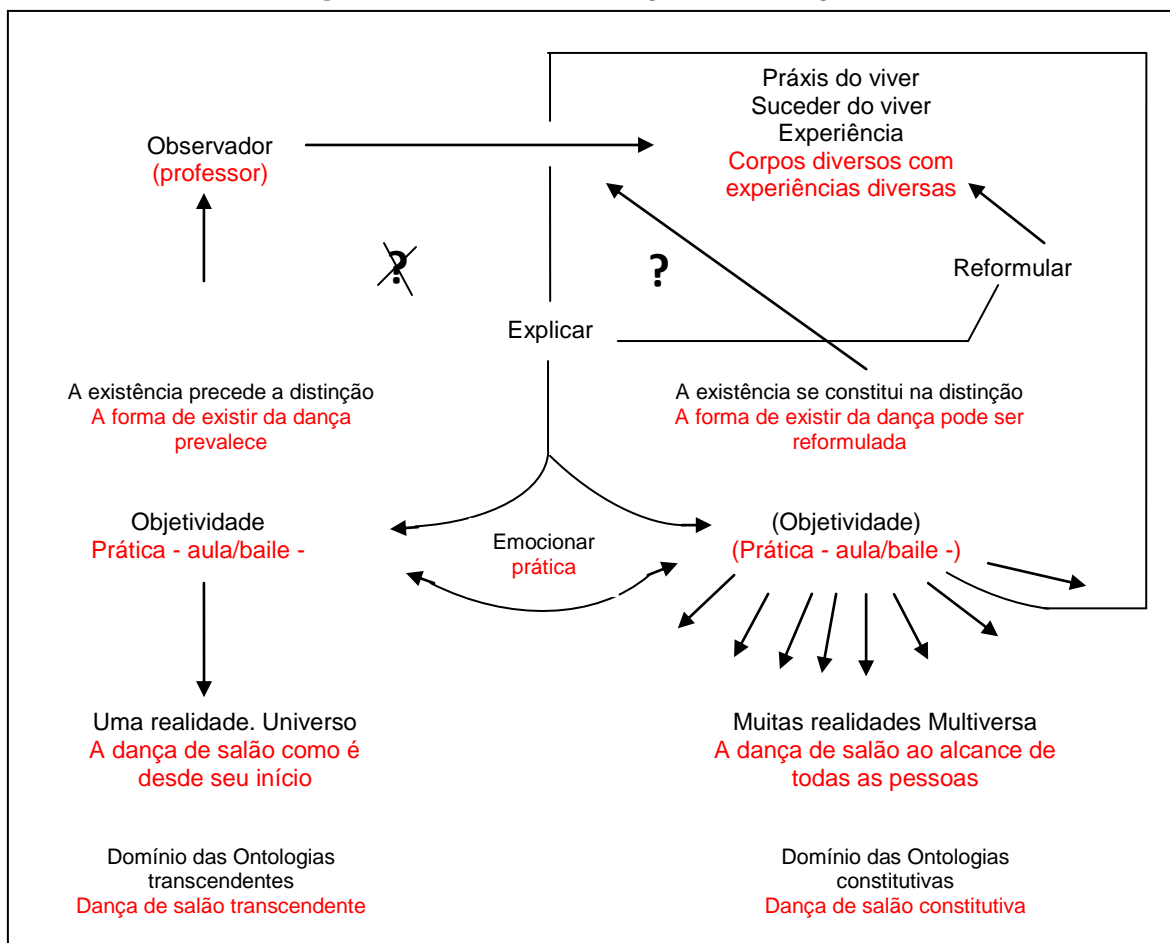 Práxis do viver
Suceder do viver
Experiência
Corpos diversos com
experiências diversas
Observador
(professor)
?
?
Reformular
Explicar
A existência precede a distinção
A forma de existir da dança
prevalece
A existência se constitui na distinção
A forma de existir da dança pode ser
reformulada
Objetividade
Prática - aula/baile -
Emocionar
prática
(Objetividade)
(Prática - aula/baile -)
Uma realidade. Universo
A dança de salão como é
desde seu início
Muitas realidades Multiversa
A dança de salão ao alcance de
todas as pessoas
Domínio das Ontologias
transcendentes
Dança de salão transcendente
Domínio das Ontologias
constitutivas
Dança de salão constitutiva